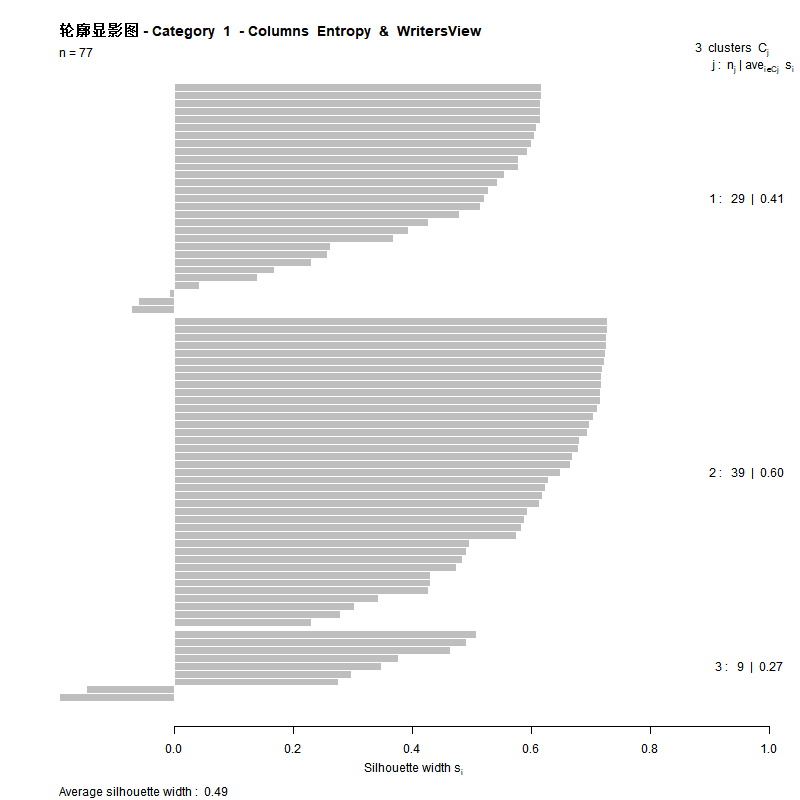 轮廓显影图 - Category 1 - Columns Entropy & WritersView
n = 77
3 clusters Cj
j : nj | avei∈Cj si
1 : 29 | 0.41
2 : 39 | 0.60
3 : 9 | 0.27
0.0 0.2 0.4 0.6 0.8 1.0
Silhouette width si
Average silhouette width : 0.49